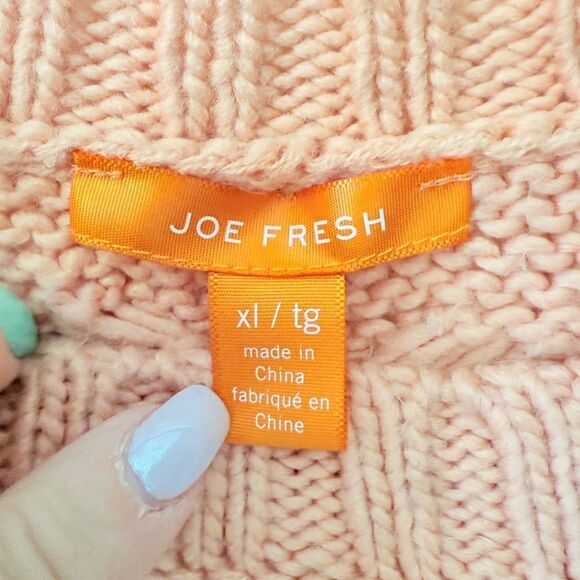 JOE FRESH
xl / tg
made in
China
fabriqué en
Chine